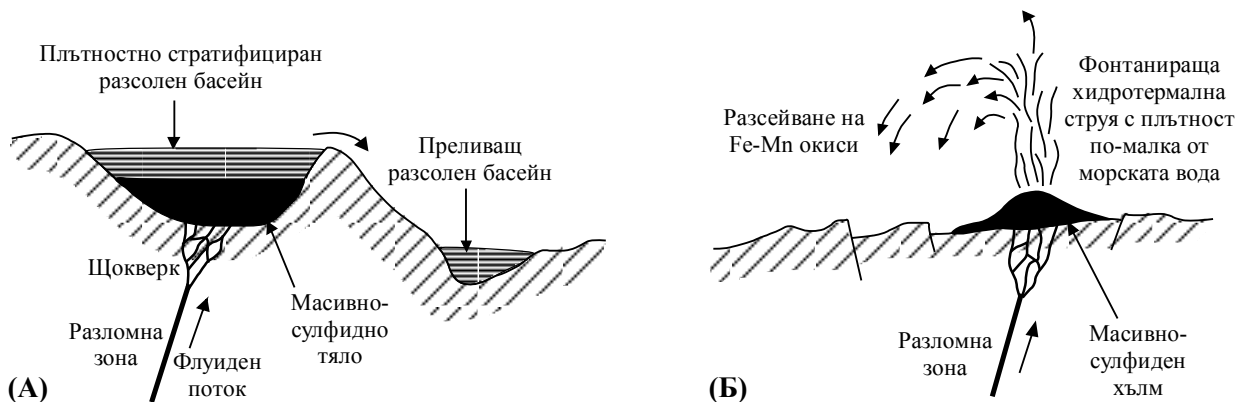 Плътностно стратифициран
разсолен басейн
Преливащ
разсолен басейн
Щокверк
Разломна
зона
Флуиден
поток
Масивно-
сулфидно
тяло
(А)
Разсейване на
Fe-Mn окиси
Фонтанираща
хидротермална
струя с плътност
по-малка от
морската вода
Разломна
зона
Масивно-
сулфиден
хълм
(Б)